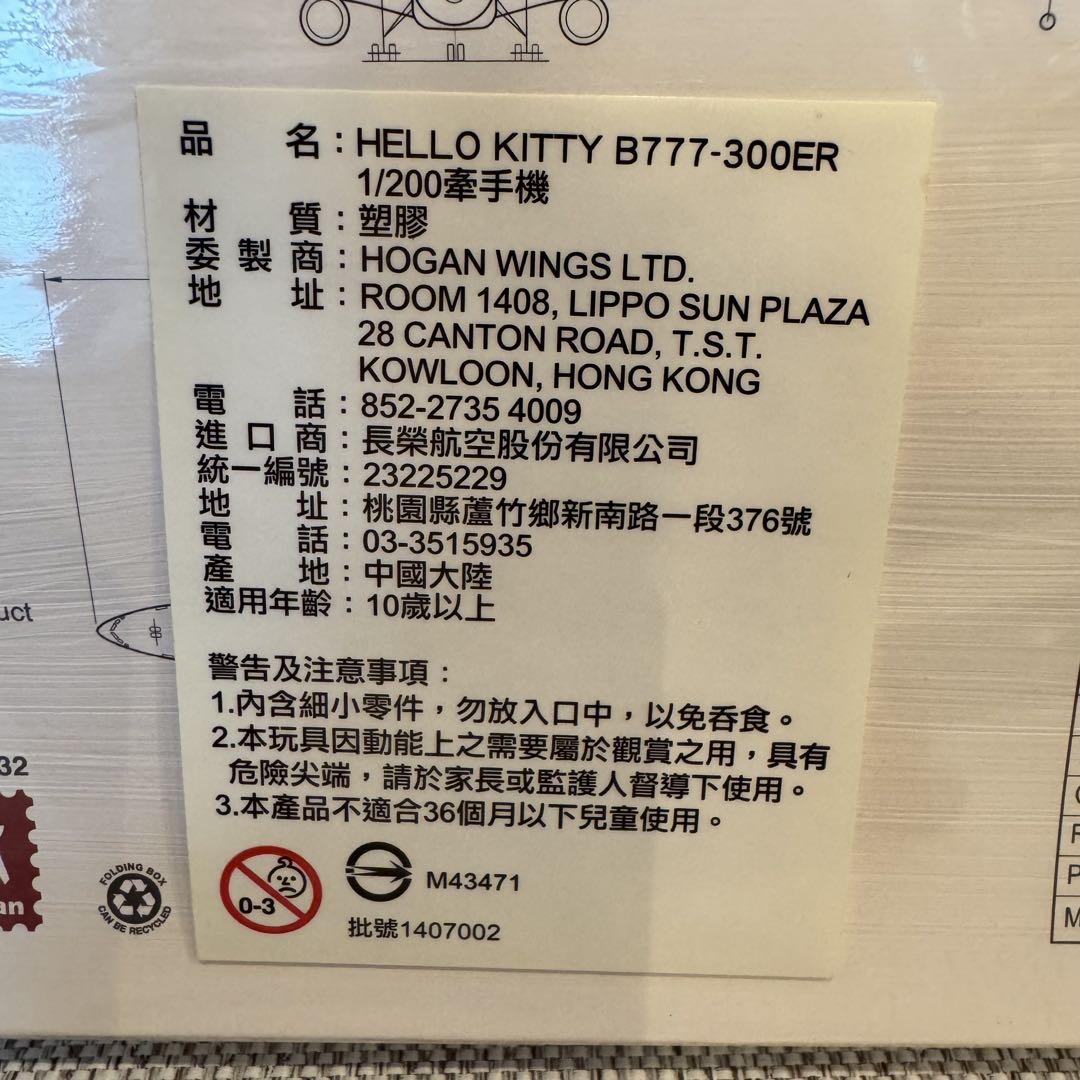 品名：HELLO KITTY B777-300ER
1/200牽手機
材質：塑膠
委製商：HOGAN WINGS LTD.
地址：ROOM 1408, LIPPO SUN PLAZA
28 CANTON ROAD, T.S.T.
KOWLOON, HONG KONG
電話：852-2735 4009
進口商：長榮航空股份有限公司
統一編號：23225229
地址：桃園縣蘆竹鄉新南路一段376號
電話：03-3515935
產地：中國大陸
適用年齡：10歲以上
警告及注意事項：
1.內含細小零件，勿放入口中，以免吞食。
2.本玩具因動能上之需要屬於觀賞之用，具有
危險尖端，請於家長或監護人督導下使用。
3.本產品不適合36個月以下兒童使用。
0-3
M43471
批號1407002
uct
32
an
FOLDING BOX
CAN BE RECYCLED